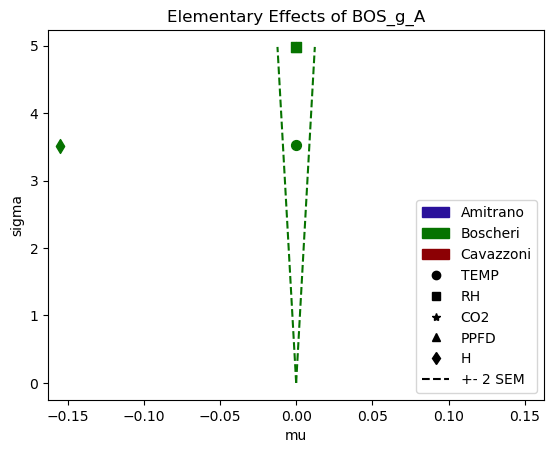 Elementary Effects of BOS_g_A
5
4
3
2
1
0
sigma
−0.15 −0.10 −0.05 0.00 0.05 0.10 0.15
mu
Amitrano
Boscheri
Cavazzoni
TEMP
RH
CO2
PPFD
H
+- 2 SEM